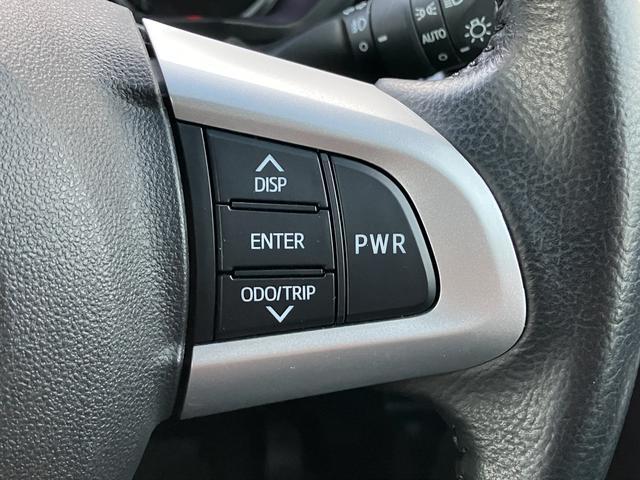 AUTO
DISP
ENTER
PWR
ODO/TRIP